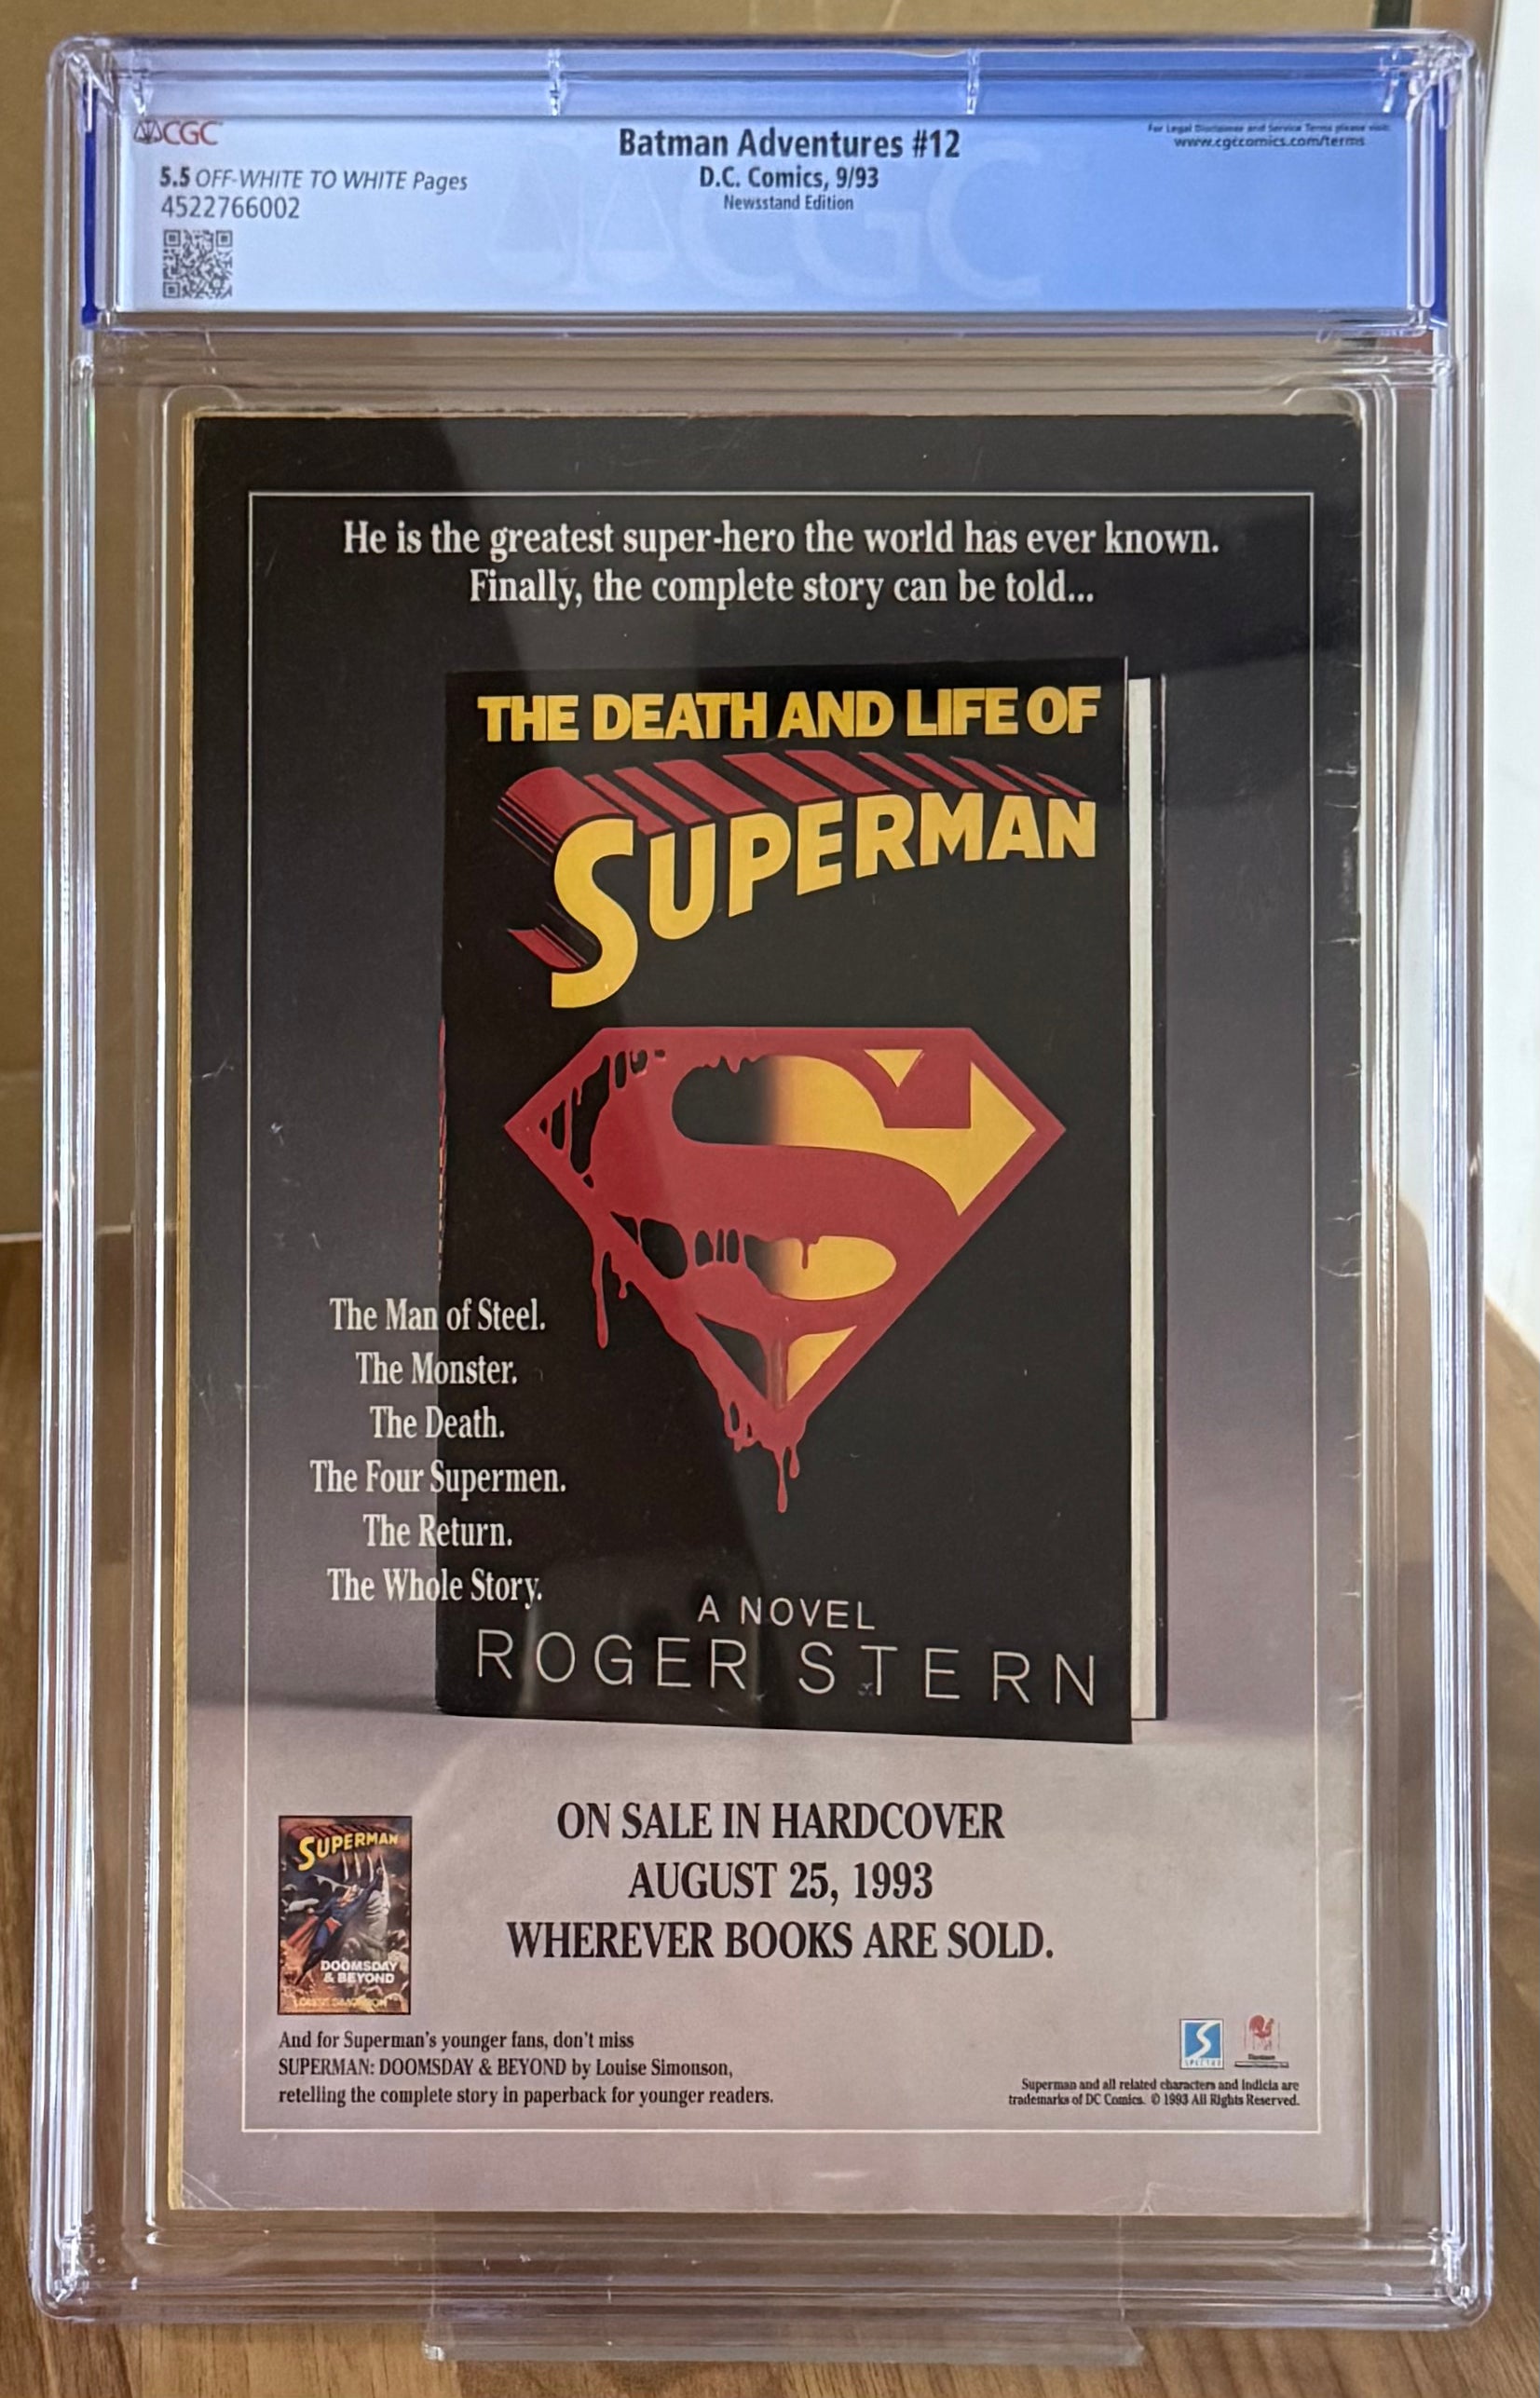 CGC
Batman Adventures #12
For Legal Disclaimer and Service Terms please visit:
www.cgccomics.com/terms
5.5 OFF-WHITE TO WHITE Pages
D.C. Comics, 9/93
4522766002
Newsstand Edition
CGC
He is the greatest super-hero the world has ever known.
Finally, the complete story can be told...
THE DEATH AND LIFE OF
SUPERMAN
The Man of Steel.
The Monster.
The Death.
The Four Supermen.
The Return.
The Whole Story.
A NOVEL
ROGER STERN
ON SALE IN HARDCOVER
AUGUST 25, 1993
WHEREVER BOOKS ARE SOLD.
SUPERMAN
DOOMSDAY
& BEYOND
LOUISE SIMONSON
And for Superman's younger fans, don't miss
SUPERMAN: DOOMSDAY & BEYOND by Louise Simonson,
retelling the complete story in paperback for younger readers.
SPECTRA
Superman and all related characters and indicia are
trademarks of DC Comics. © 1993 All Rights Reserved.